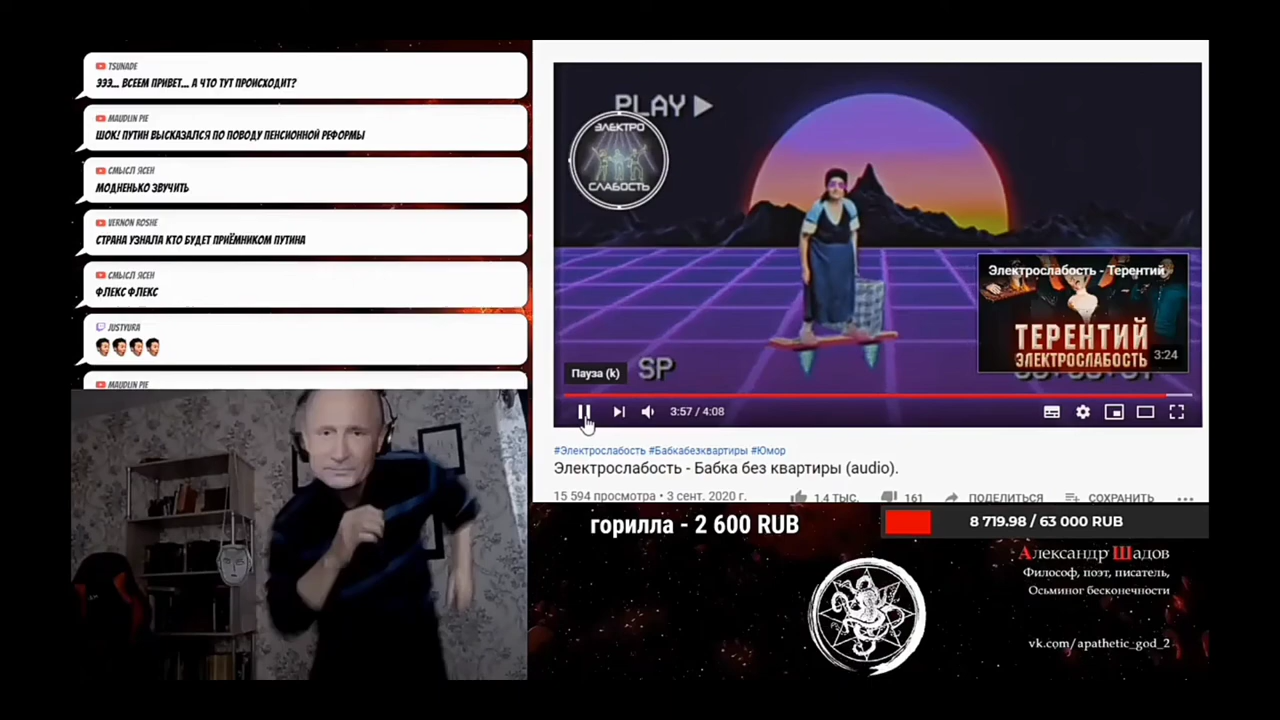 TSUNADE
ЭЭЭ... ВСЕЕМ ПРИВЕТ... А ЧТО ТУТ ПРОИСХОДИТ?
MAUDLIN PIE
ШОК! ПУТИН ВЫСКАЗАЛСЯ ПО ПОВОДУ ПЕНСИОННОЙ РЕФОРМЫ
СМЫСЛ ЯСЕН
МОДНЕНЬКО ЗВУЧИТЬ
VERNON ROSHE
СТРАНА УЗНАЛА КТО БУДЕТ ПРИЁМНИКОМ ПУТИНА
СМЫСЛ ЯСЕН
ФЛЕКС ФЛЕКС
JUSTYURA
MAUDLIN PIE
PLAY
ЭЛЕКТРО
СЛАБОСТЬ
Электрослабость - Терентий
ТЕРЕНТИЙ
ЭЛЕКТРОСЛАБОСТЬ
3:24
SP
Пауза (k)
3:57 / 4:08
#Электрослабость #Бабкабезквартиры #Юмор
Электрослабость - Бабка без квартиры (audio).
15 594 просмотра • 3 сент. 2020 г.
1,4 ТЫС.
161
ПОДЕЛИТЬСЯ
СОХРАНИТЬ
горилла - 2 600 RUB
8 719.98 / 63 000 RUB
Александр Шадов
Философ, поэт, писатель,
Осьминог бесконечности
vk.com/apathetic_god_2